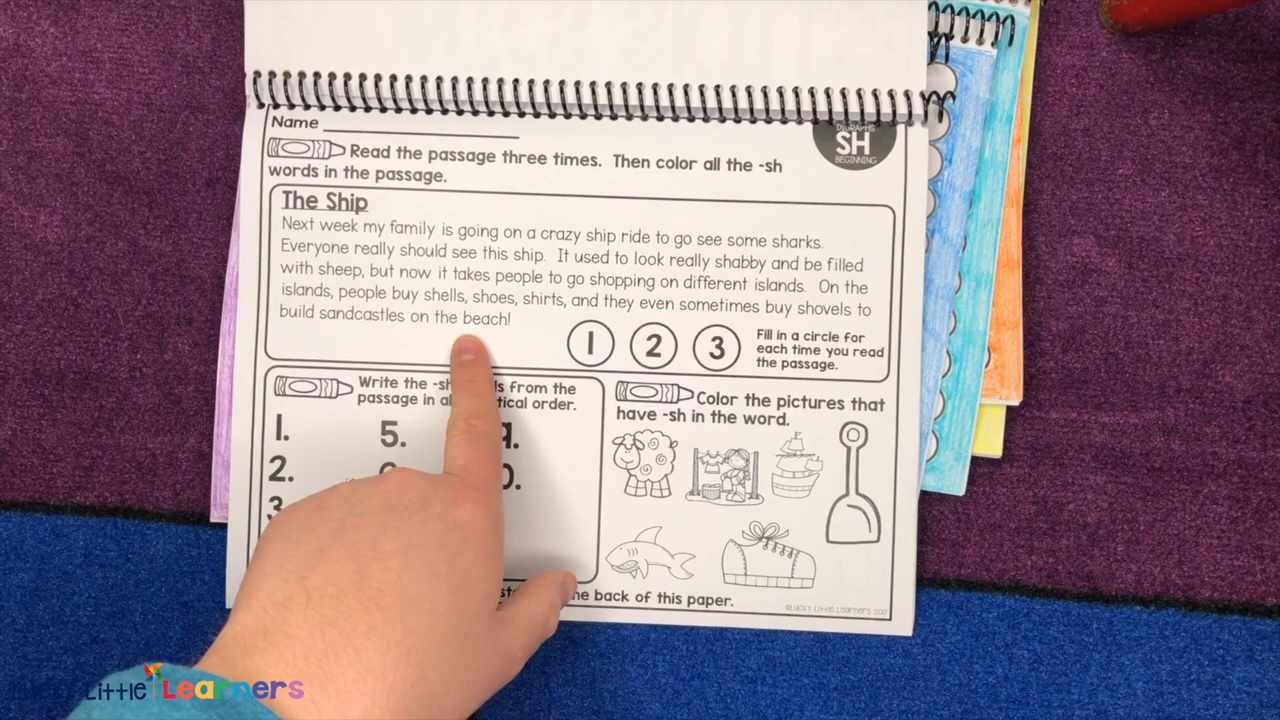 Name
DIGRAPHS
SH
BEGINNING
Read the passage three times. Then color all the -sh
words in the passage.
The Ship
Next week my family is going on a crazy ship ride to go see some sharks.
Everyone really should see this ship. It used to look really shabby and be filled
with sheep, but now it takes people to go shopping on different islands. On the
islands, people buy shells, shoes, shirts, and they even sometimes buy shovels to
build sandcastles on the beach!
1 2 3
Fill in a circle for
each time you read
the passage.
Write the -sh from the
passage in order.
1. 5.
2.
3.
Color the pictures that
have -sh in the word.
the back of this paper.
©Lucky Little Learners 2017
Lucky Little Learners